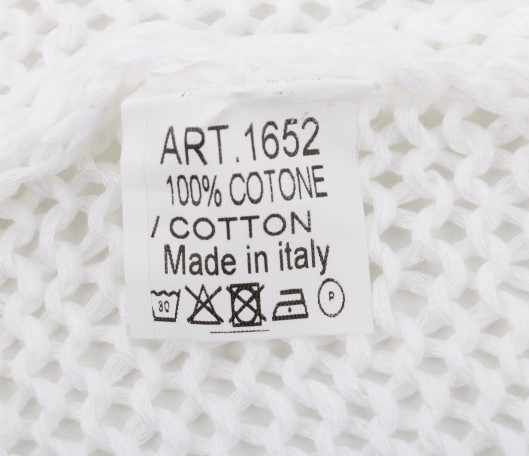 ART.1652
100% COTONE
/ COTTON
Made in italy
P